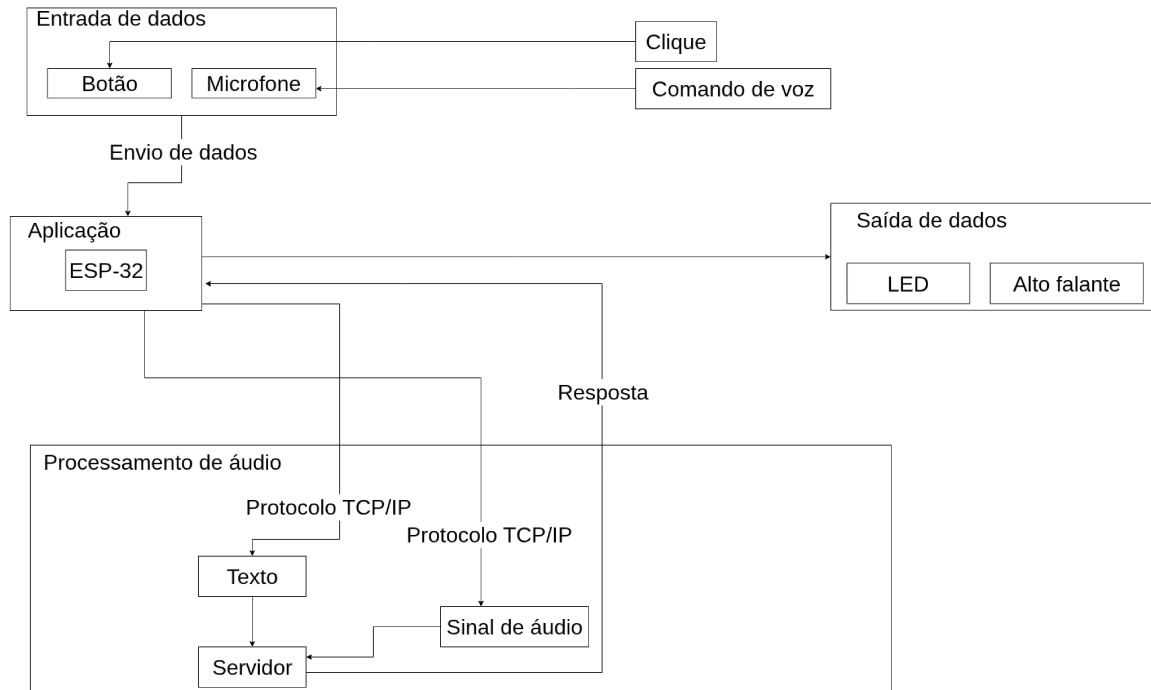 Entrada de dados
Clique
Botão
Microfone
Comando de voz
Envio de dados
Aplicação
ESP-32
Saída de dados
LED
Alto falante
Resposta
Processamento de áudio
Protocolo TCP/IP
Protocolo TCP/IP
Texto
Sinal de áudio
Servidor